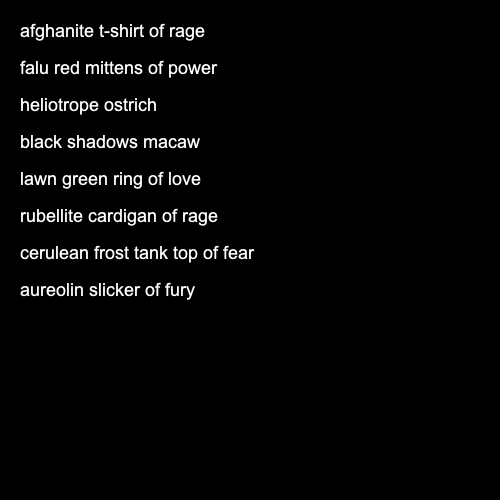 afghanite t-shirt of rage
falu red mittens of power
heliotrope ostrich
black shadows macaw
lawn green ring of love
rubellite cardigan of rage
cerulean frost tank top of fear
aureolin slicker of fury